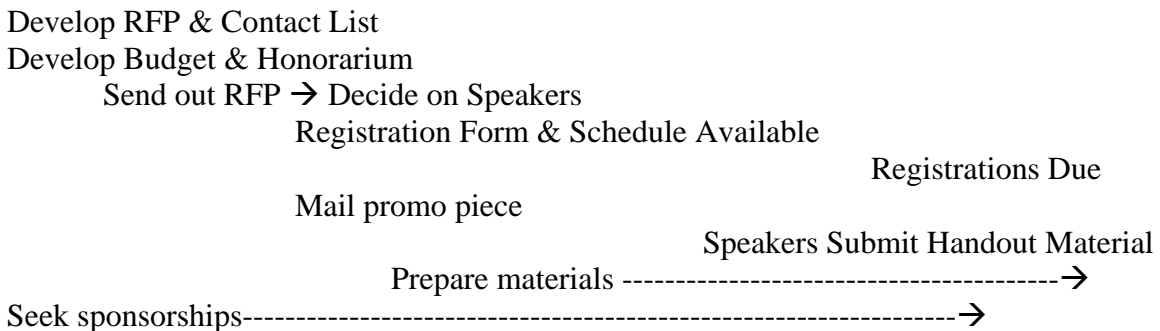 Develop RFP & Contact List
Develop Budget & Honorarium
Send out RFP → Decide on Speakers
Registration Form & Schedule Available
Registrations Due
Mail promo piece
Speakers Submit Handout Material
Prepare materials -----------------------------------------→
Seek sponsorships-------------------------------------------------------------------→